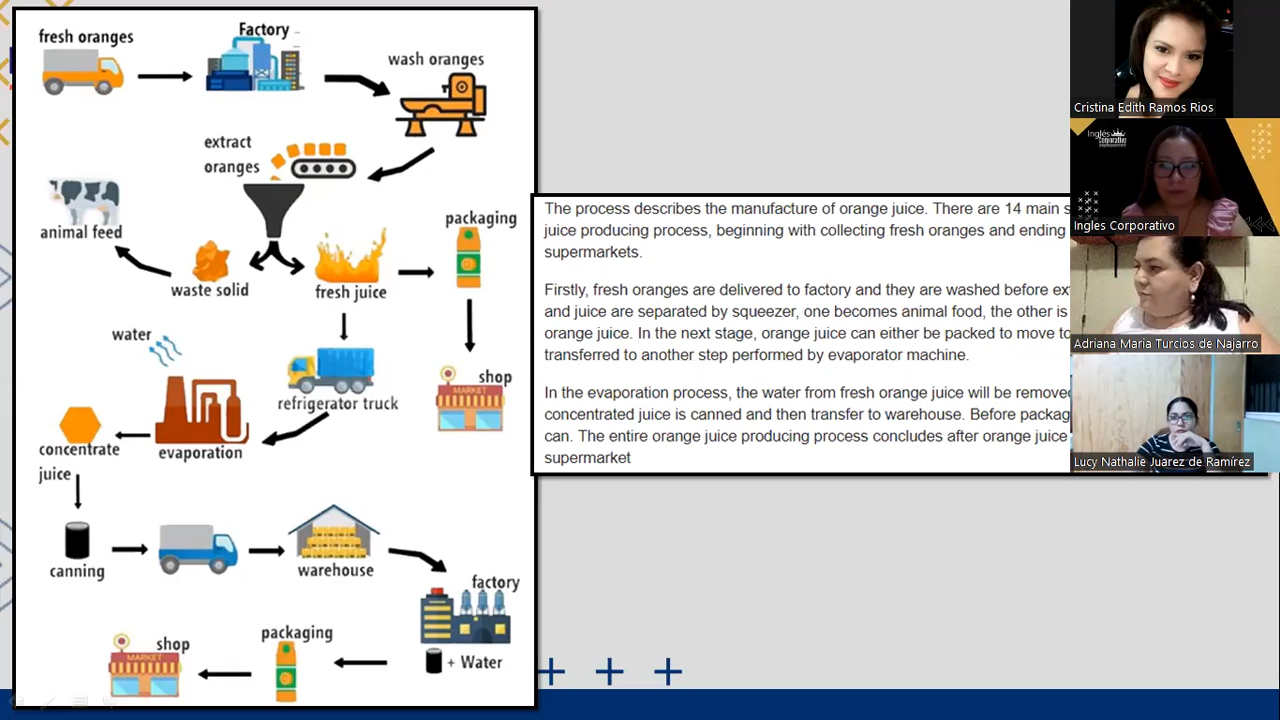 fresh oranges
Factory
wash oranges
extract
oranges
animal feed
waste solid
fresh juice
packaging
water
MARKET
shop
refrigerator truck
evaporation
concentrate
juice
canning
warehouse
factory
+ Water
packaging
shop
MARKET
The process describes the manufacture of orange juice. There are 14 main s
juice producing process, beginning with collecting fresh oranges and ending
supermarkets.
Firstly, fresh oranges are delivered to factory and they are washed before ex
and juice are separated by squeezer, one becomes animal food, the other is
orange juice. In the next stage, orange juice can either be packed to move to
transferred to another step performed by evaporator machine.
In the evaporation process, the water from fresh orange juice will be removed
concentrated juice is canned and then transfer to warehouse. Before packag
can. The entire orange juice producing process concludes after orange juice
supermarket
Cristina Edith Ramos Rios
Inglés
Corporativo
Ingles Corporativo
Adriana Maria Turcios de Najarro
Lucy Nathalie Juárez de Ramírez